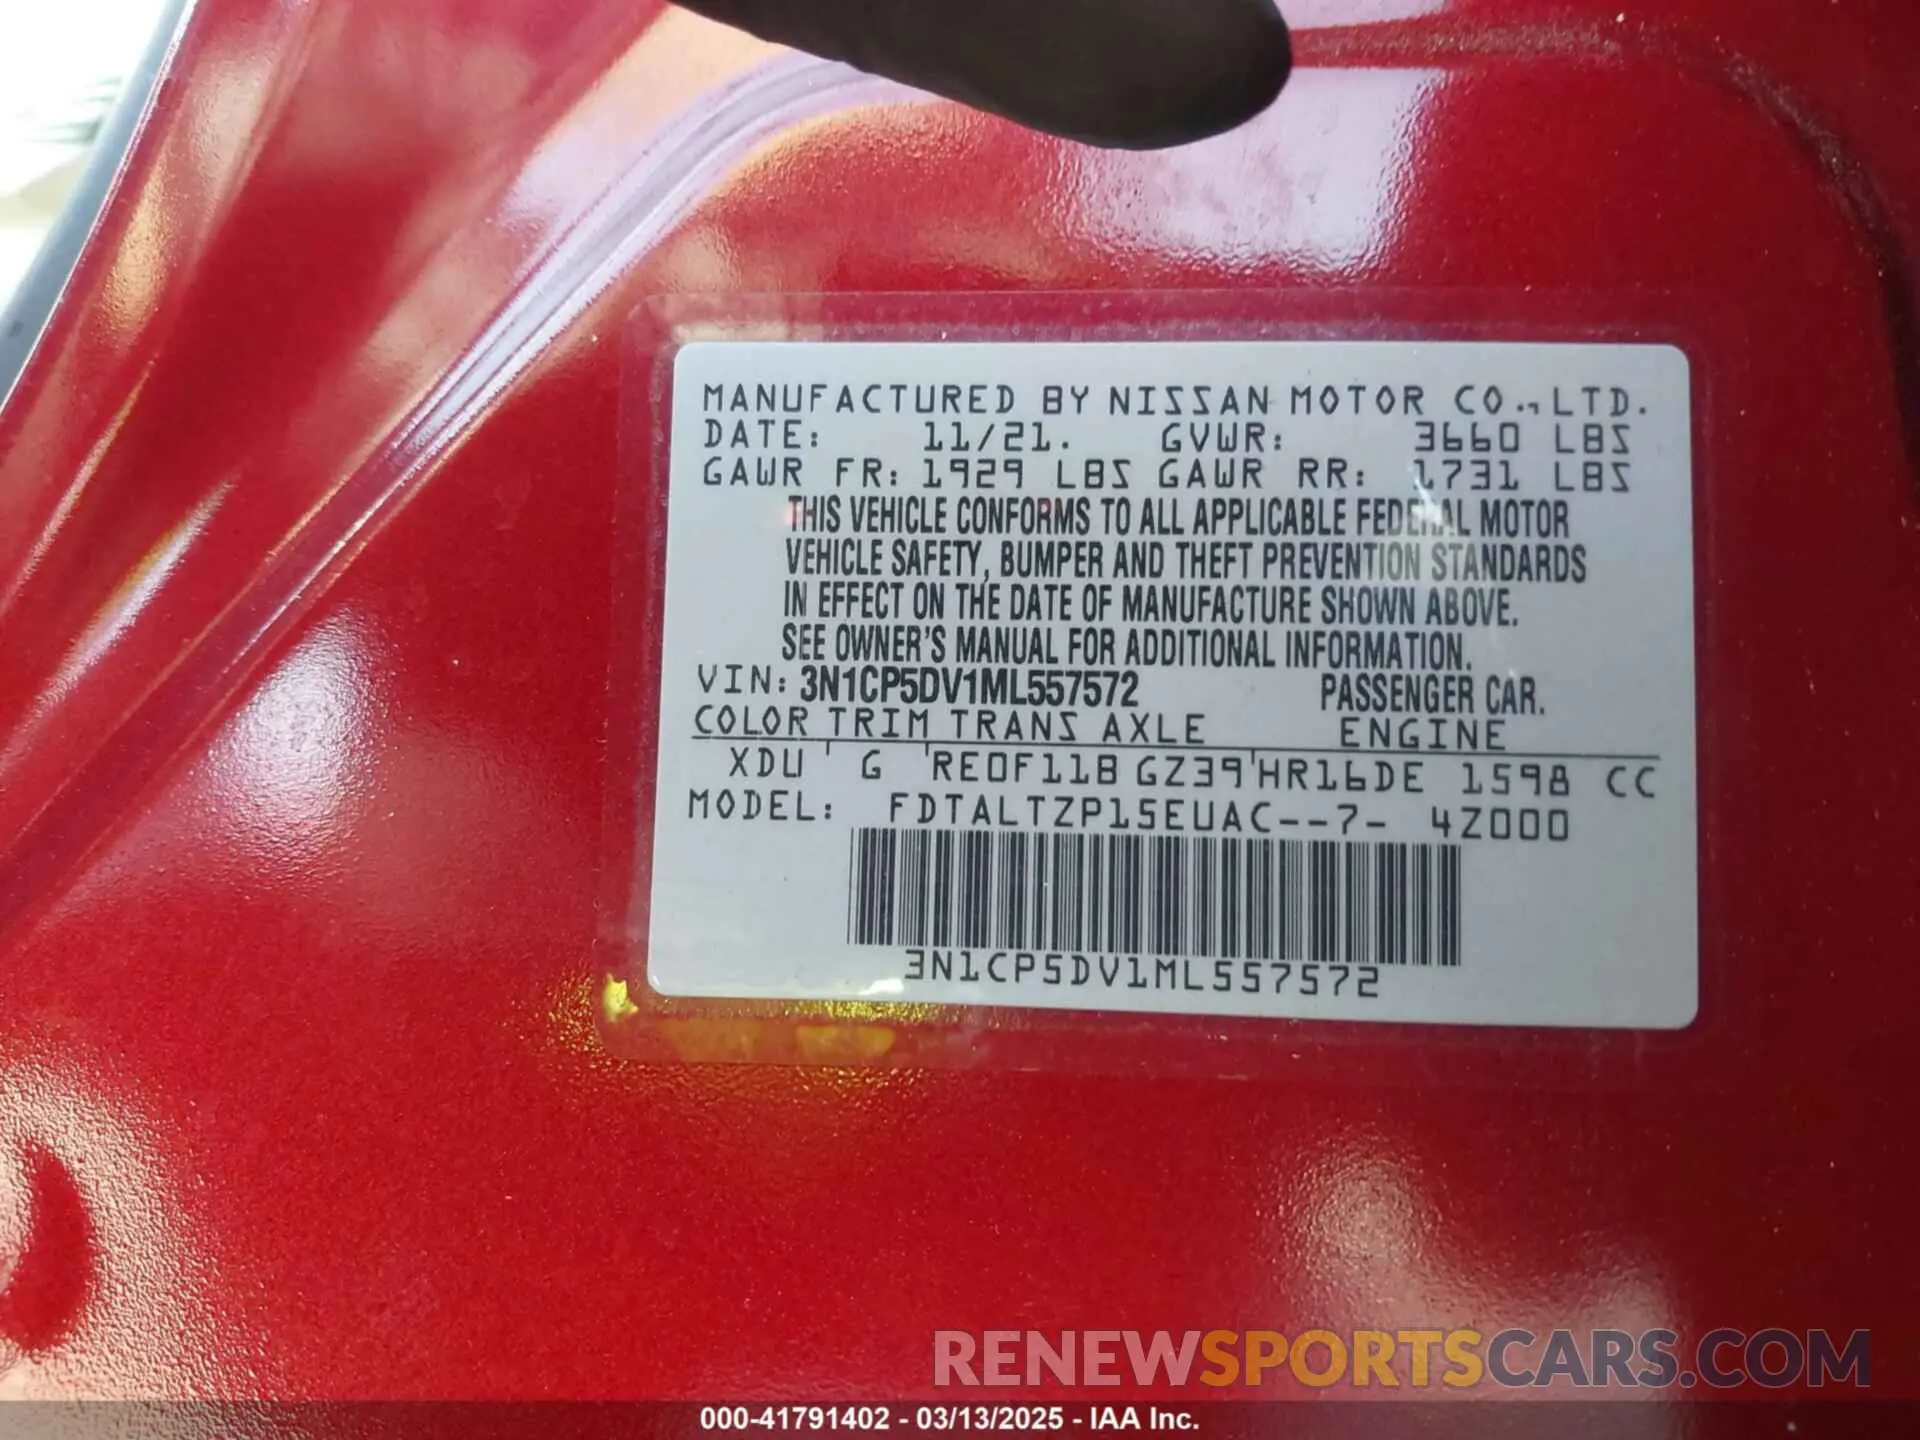 MANUFACTURED BY NISSAN MOTOR CO., LTD.
DATE: 11/21. GVWR: 3660 LBS
GAWR FR: 1929 LBS GAWR RR: 1731 LBS
THIS VEHICLE CONFORMS TO ALL APPLICABLE FEDERAL MOTOR
VEHICLE SAFETY, BUMPER AND THEFT PREVENTION STANDARDS
IN EFFECT ON THE DATE OF MANUFACTURE SHOWN ABOVE.
SEE OWNER'S MANUAL FOR ADDITIONAL INFORMATION.
VIN: 3N1CP5DV1ML557572 PASSENGER CAR.
COLOR TRIM TRANS AXLE ENGINE
XDU ' G 'RE0F11B GZ39'HR16DE 1598 CC
MODEL: FDTALTZP15EUAC--7- 4Z000
3N1CP5DV1ML557572
RENEWSPORTSCARS.COM
000-41791402 - 03/13/2025 - IAA Inc.